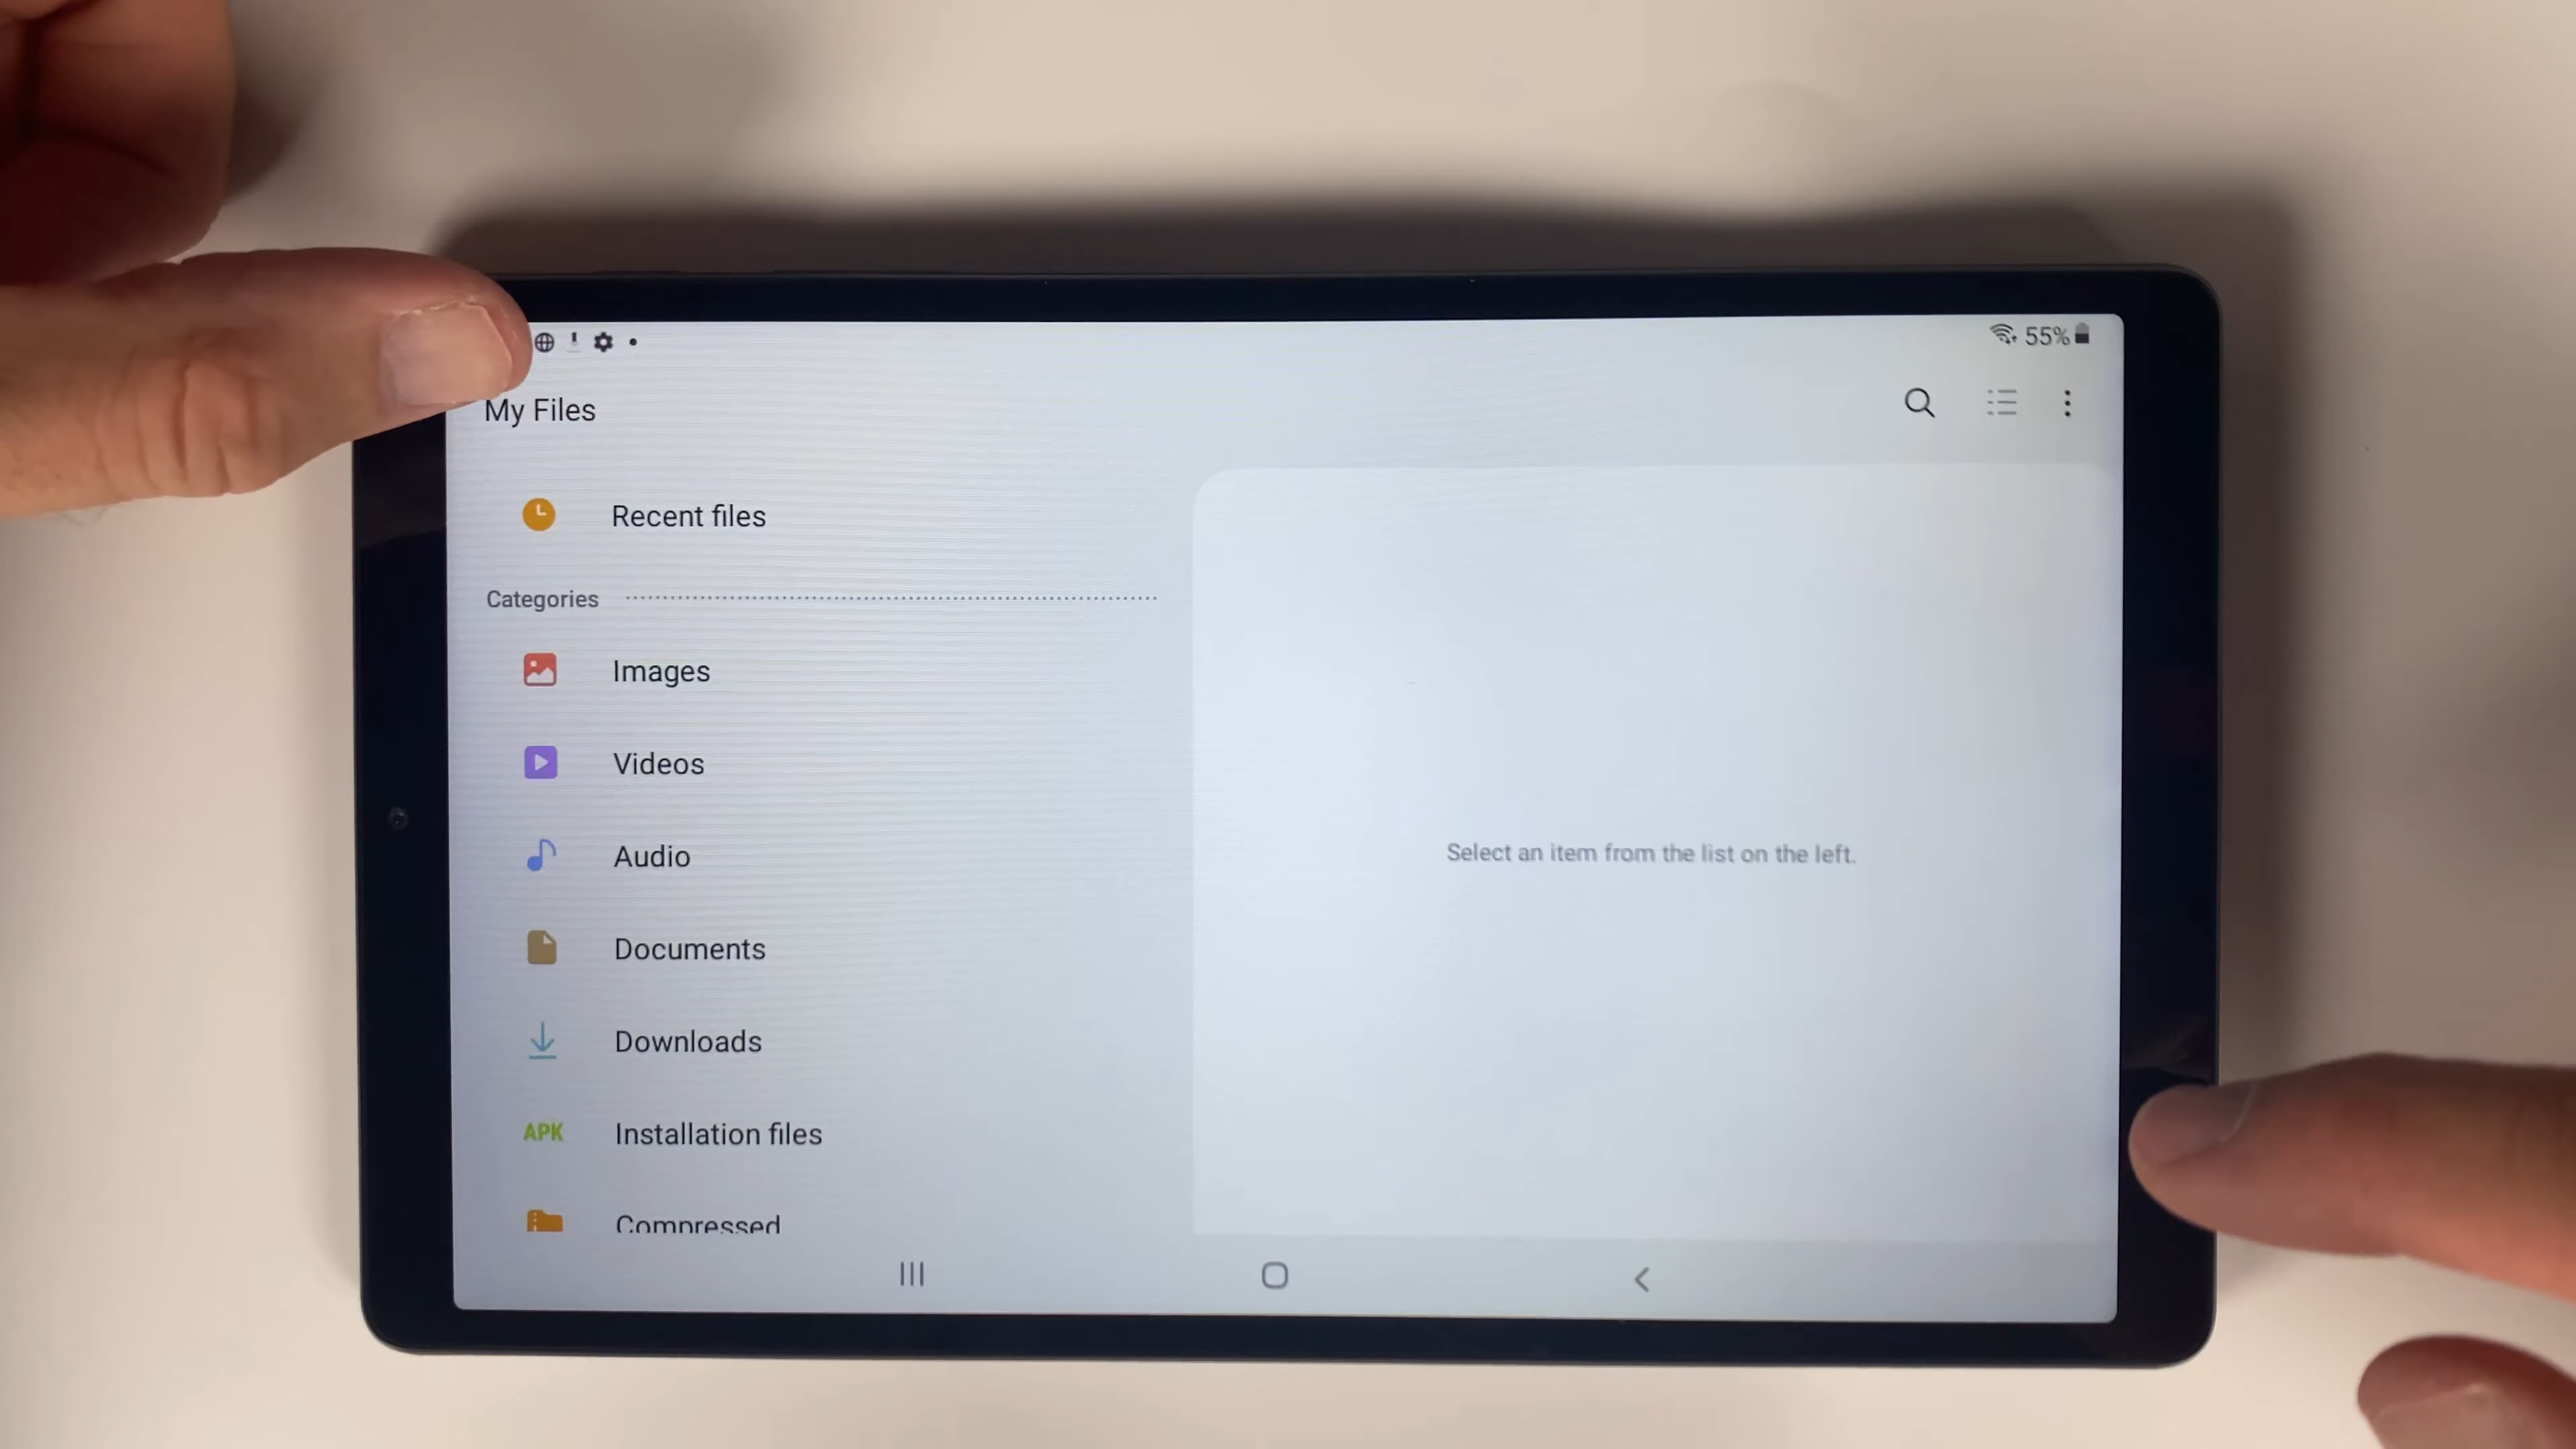 55%
My Files
Recent files
Categories
Images
Videos
Audio
Select an item from the list on the left.
Documents
Downloads
APK Installation files
Compressed